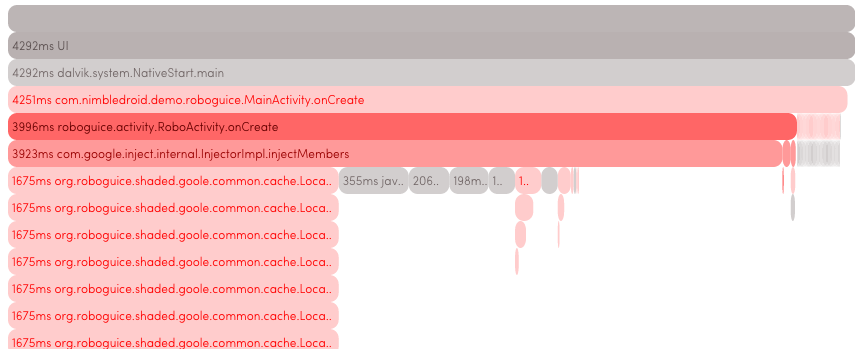 4292ms UI
4292ms dalvik.system.NativeStart.main
4251ms com.nimbledroid.demo.roboguice.MainActivity.onCreate
3996ms roboguice.activity.RoboActivity.onCreate
3923ms com.google.inject.internal.InjectorImpl.injectMembers
1675ms org.roboguice.shaded.goole.common.cache.Loca.. 355ms jav.. 206.. 198m.. 1.. 1..
1675ms org.roboguice.shaded.goole.common.cache.Loca..
1675ms org.roboguice.shaded.goole.common.cache.Loca..
1675ms org.roboguice.shaded.goole.common.cache.Loca..
1675ms org.roboguice.shaded.goole.common.cache.Loca..
1675ms org.roboguice.shaded.goole.common.cache.Loca..
1675ms org.roboguice.shaded.goole.common.cache.Loca..